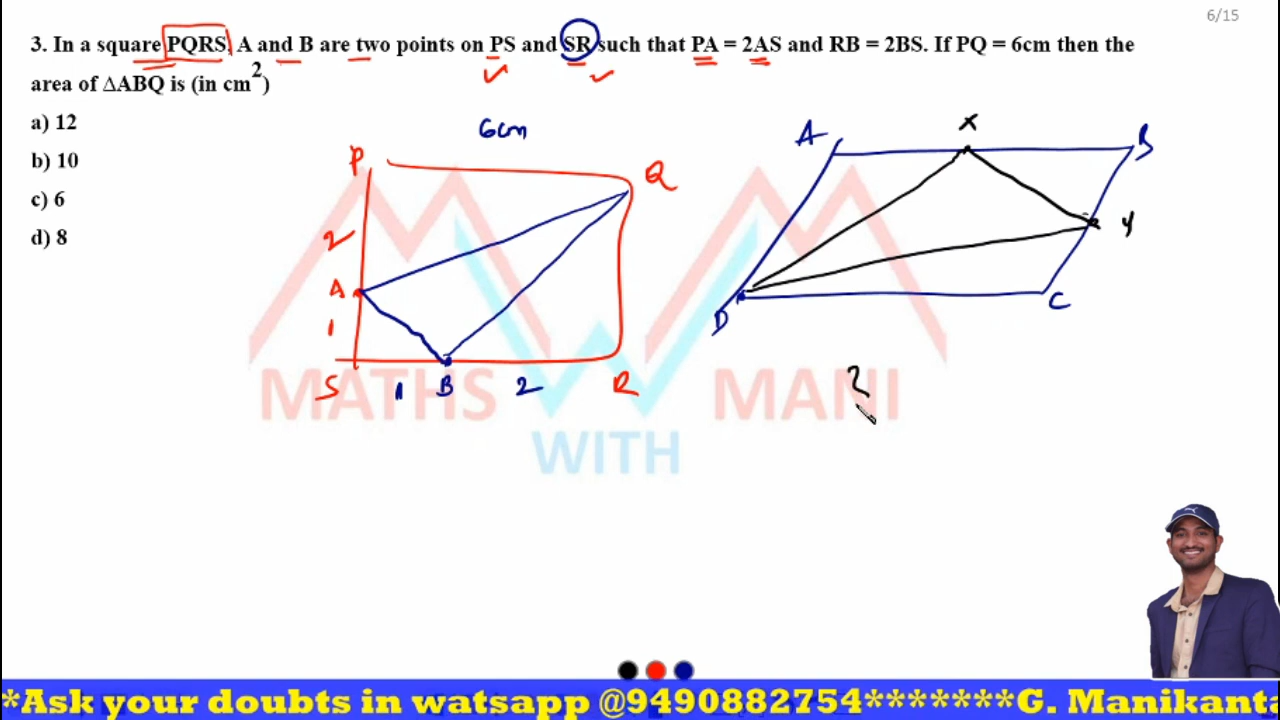 6/15
3. In a square PQRS, A and B are two points on PS and SR such that PA = 2AS and RB = 2BS. If PQ = 6cm then the
area of ∆ABQ is (in cm²)
a) 12
b) 10
c) 6
d) 8
6cm
P
Q
2
A
1
S
1
B
2
R
A
X
B
Y
D
C
2
MATHS
WITH
MANI
*Ask your doubts in watsapp @9490882754*******G. Manikanta